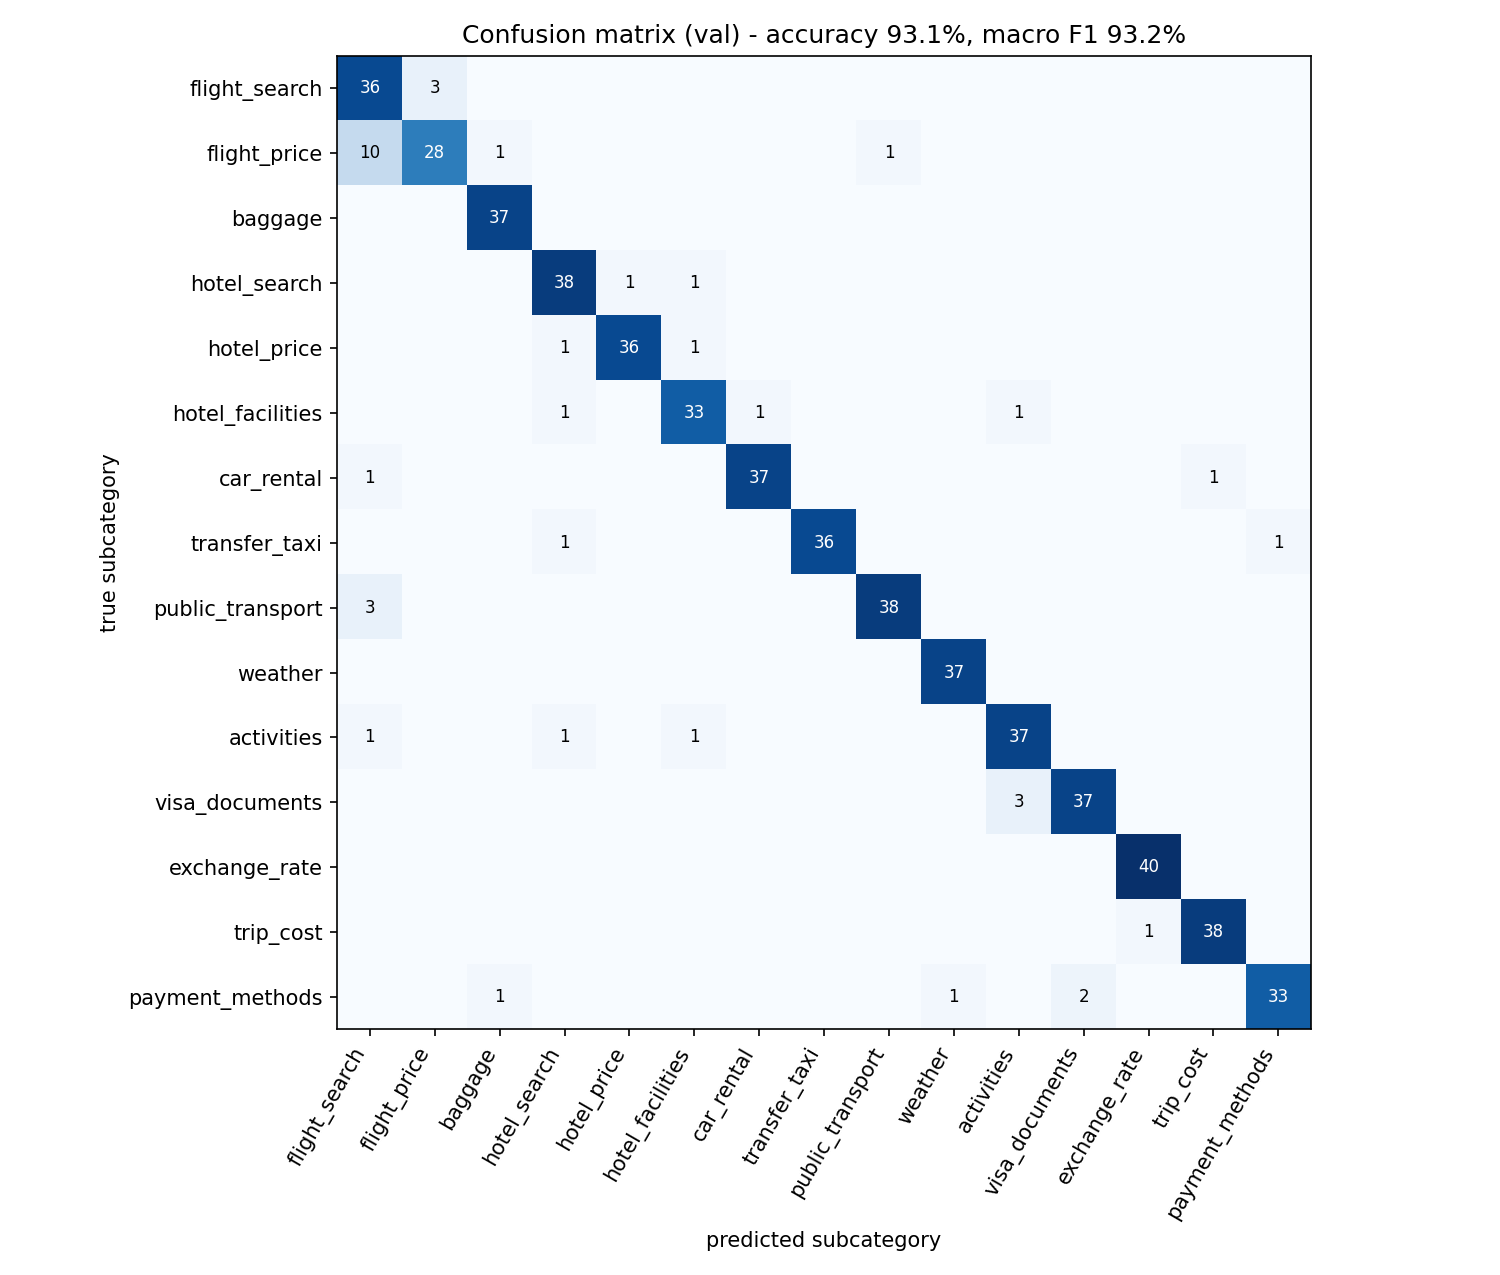 Confusion matrix (val) - accuracy 93.1%, macro F1 93.2%
true subcategory
flight_search 36 3
flight_price 10 28 1 1
baggage 37
hotel_search 38 1 1
hotel_price 1 36 1
hotel_facilities 1 33 1 1
car_rental 1 37 1
transfer_taxi 1 36 1
public_transport 3 38
weather 37
activities 1 1 1 37
visa_documents 3 37
exchange_rate 40
trip_cost 1 38
payment_methods 1 1 2 33
flight_search
flight_price
baggage
hotel_search
hotel_price
hotel_facilities
car_rental
transfer_taxi
public_transport
weather
activities
visa_documents
exchange_rate
trip_cost
payment_methods
predicted subcategory